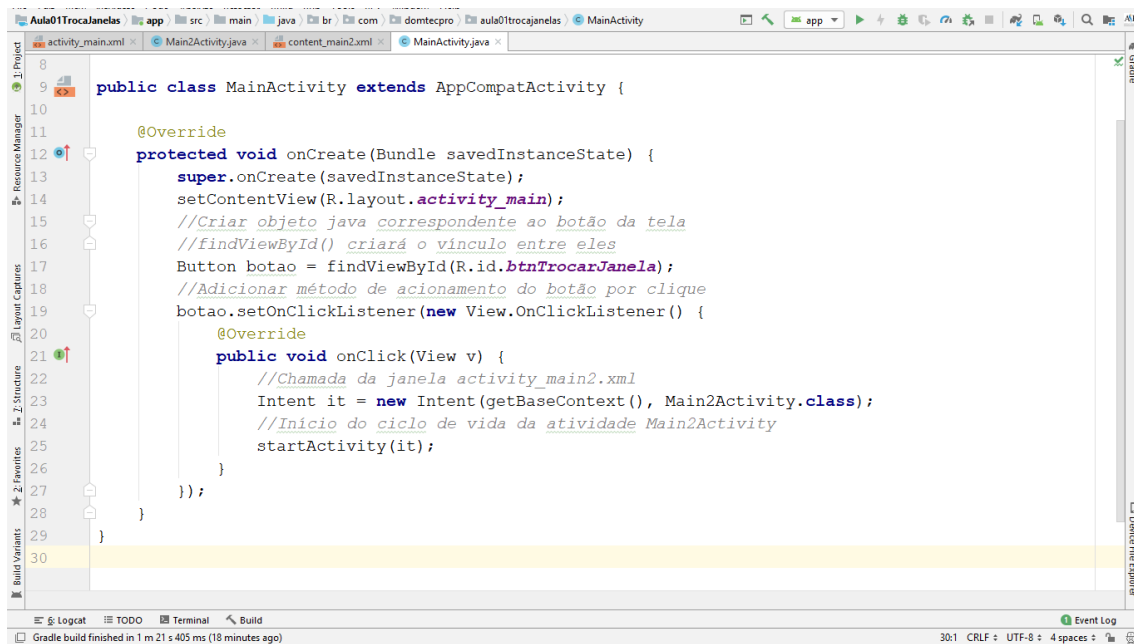 Aula01TrocaJanelas app src main java br com domtecpro aula01trocajanelas MainActivity app
activity_main.xml Main2Activity.java content_main2.xml MainActivity.java
1: Project
Resource Manager
Layout Captures
7: Structure
2: Favorites
Build Variants
Gradle
Device File Explorer
8
9 public class MainActivity extends AppCompatActivity {
10
11 @Override
12 protected void onCreate(Bundle savedInstanceState) {
13 super.onCreate(savedInstanceState);
14 setContentView(R.layout.activity_main);
15 //Criar objeto java correspondente ao botão da tela
16 //findViewById() criará o vínculo entre eles
17 Button botao = findViewById(R.id.btnTrocarJanela);
18 //Adicionar método de acionamento do botão por clique
19 botao.setOnClickListener(new View.OnClickListener() {
20 @Override
21 public void onClick(View v) {
22 //Chamada da janela activity_main2.xml
23 Intent it = new Intent(getBaseContext(), Main2Activity.class);
24 //Início do ciclo de vida da atividade Main2Activity
25 startActivity(it);
26 }
27 });
28 }
29 }
30
6: Logcat TODO Terminal Build Event Log
Gradle build finished in 1 m 21 s 405 ms (18 minutes ago) 30:1 CRLF UTF-8 4 spaces